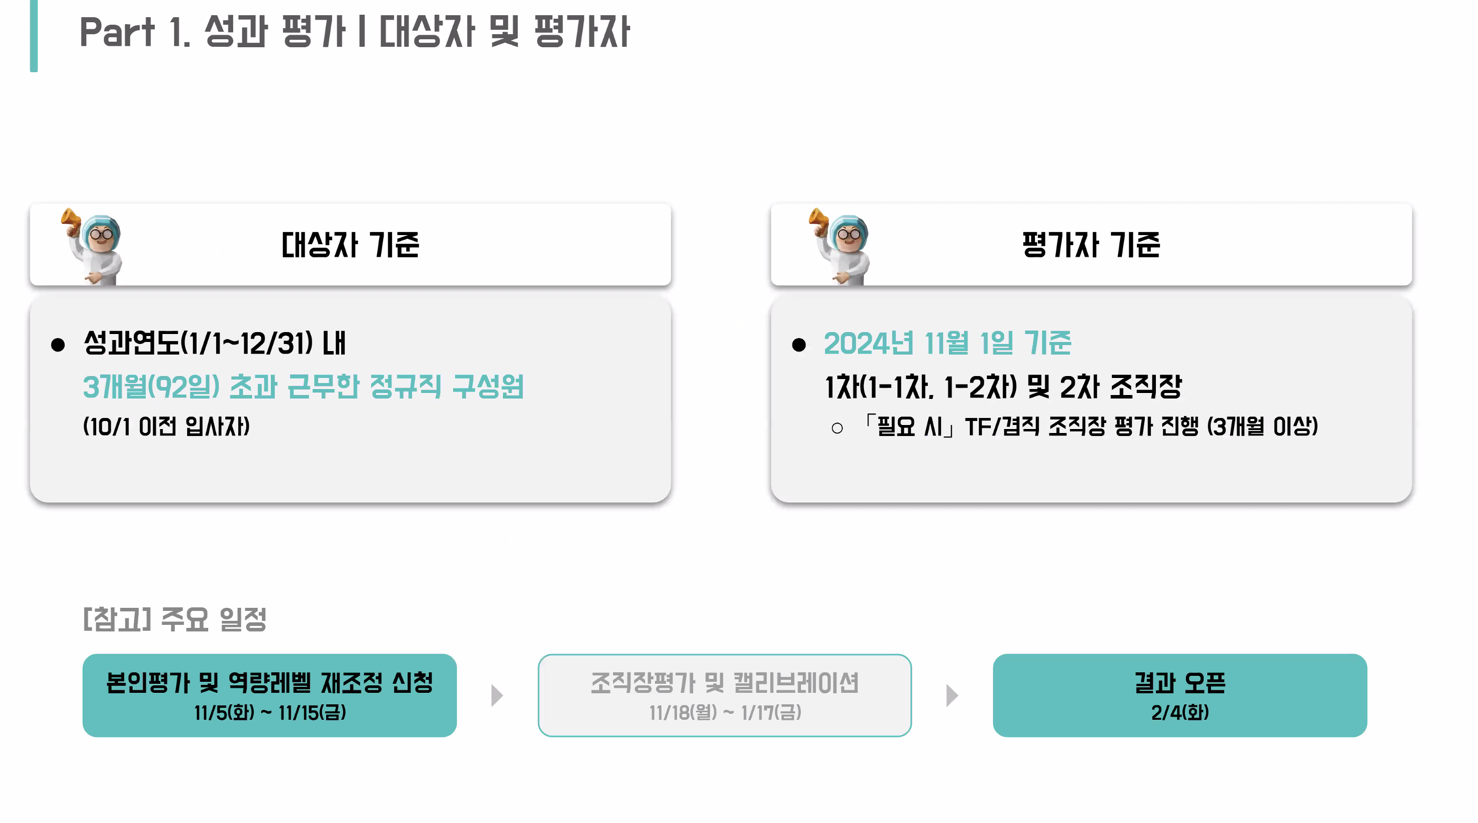 Part 1. 성과 평가 | 대상자 및 평가자
대상자 기준
● 성과연도(1/1~12/31) 내
3개월(92일) 초과 근무한 정규직 구성원
(10/1 이전 입사자)
평가자 기준
● 2024년 11월 1일 기준
1차(1-1차, 1-2차) 및 2차 조직장
○ 「필요 시」 TF/겸직 조직장 평가 진행 (3개월 이상)
[참고] 주요 일정
본인평가 및 역량레벨 재조정 신청
11/5(화) ~ 11/15(금)
조직장평가 및 캘리브레이션
11/18(월) ~ 1/17(금)
결과 오픈
2/4(화)